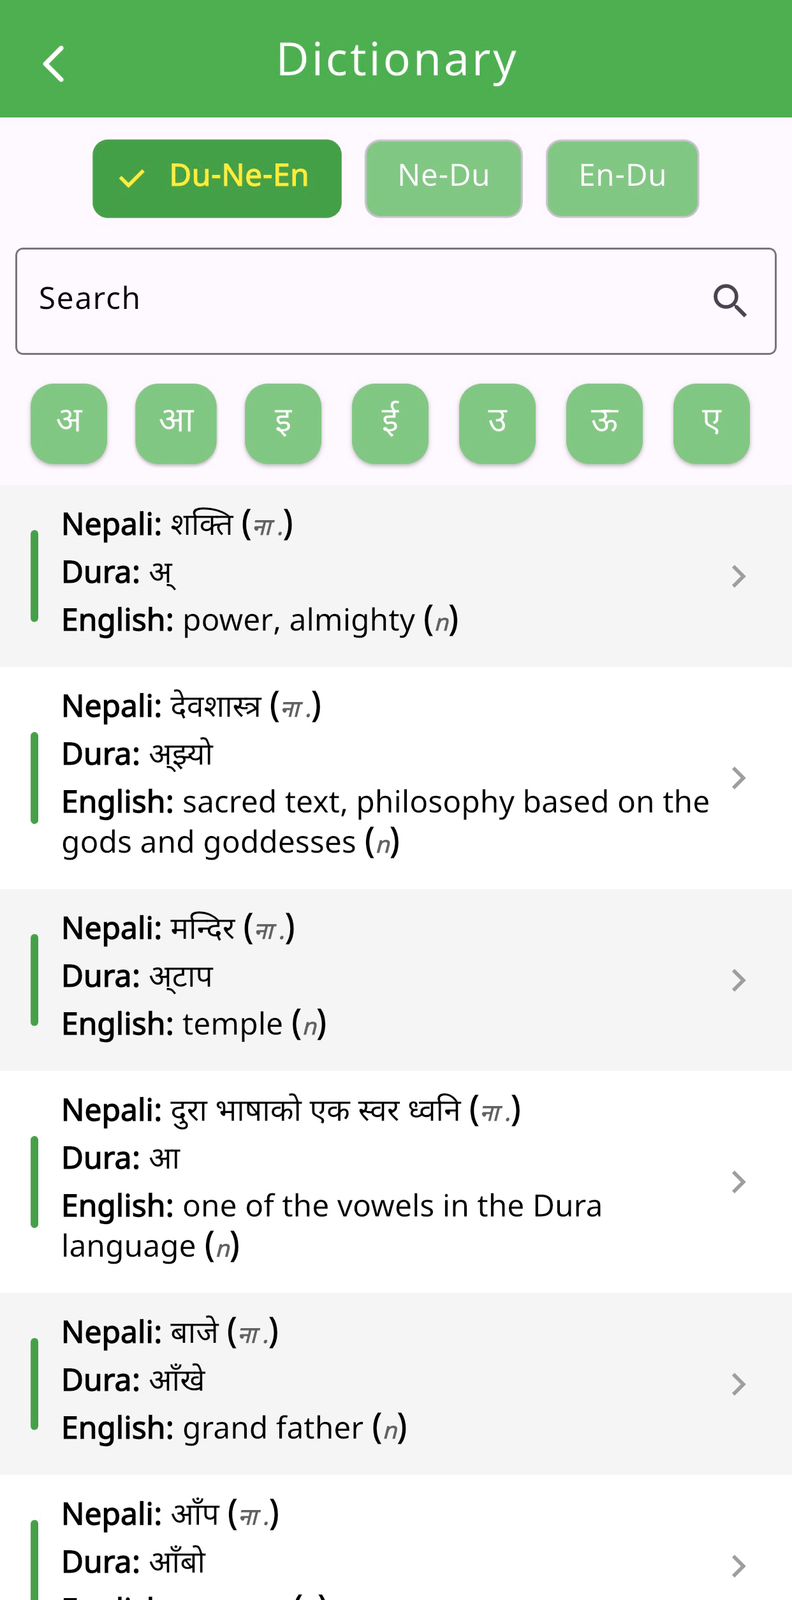 Dictionary
Du-Ne-En Ne-Du En-Du
Search
अ आ इ ई उ ऊ ए
Nepali: शक्ति (ना.)
Dura: अ्
English: power, almighty (n)
Nepali: देवशास्त्र (ना.)
Dura: अ्झ्यो
English: sacred text, philosophy based on the
gods and goddesses (n)
Nepali: मन्दिर (ना.)
Dura: अ्टाप
English: temple (n)
Nepali: दुरा भाषाको एक स्वर ध्वनि (ना.)
Dura: आ
English: one of the vowels in the Dura
language (n)
Nepali: बाजे (ना.)
Dura: आँखे
English: grand father (n)
Nepali: आँप (ना.)
Dura: आँबो